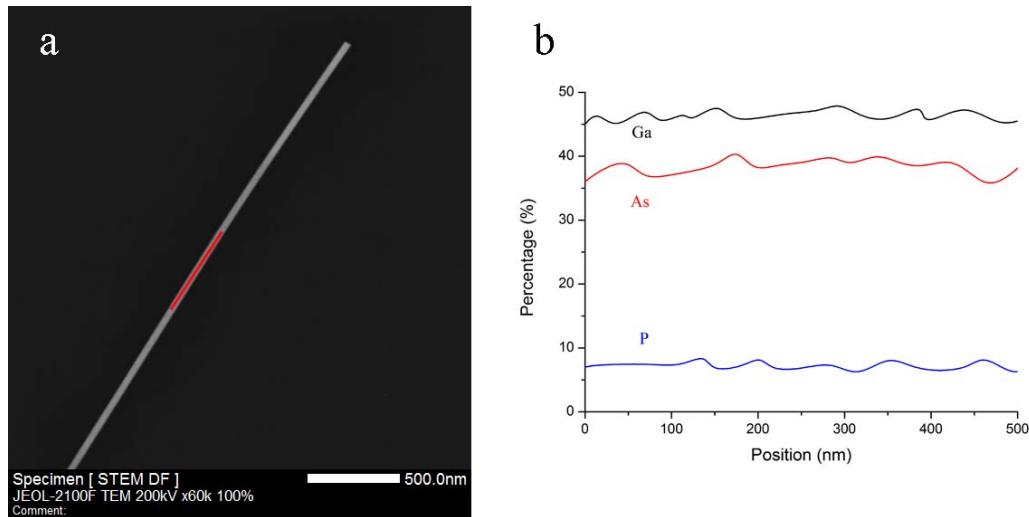 a
Specimen [ STEM DF ]
500.0nm
JEOL-2100F TEM 200kV x60k 100%
Comment:
b
50
40
30
20
10
0
Percentage (%)
Ga
As
P
0 100 200 300 400 500
Position (nm)